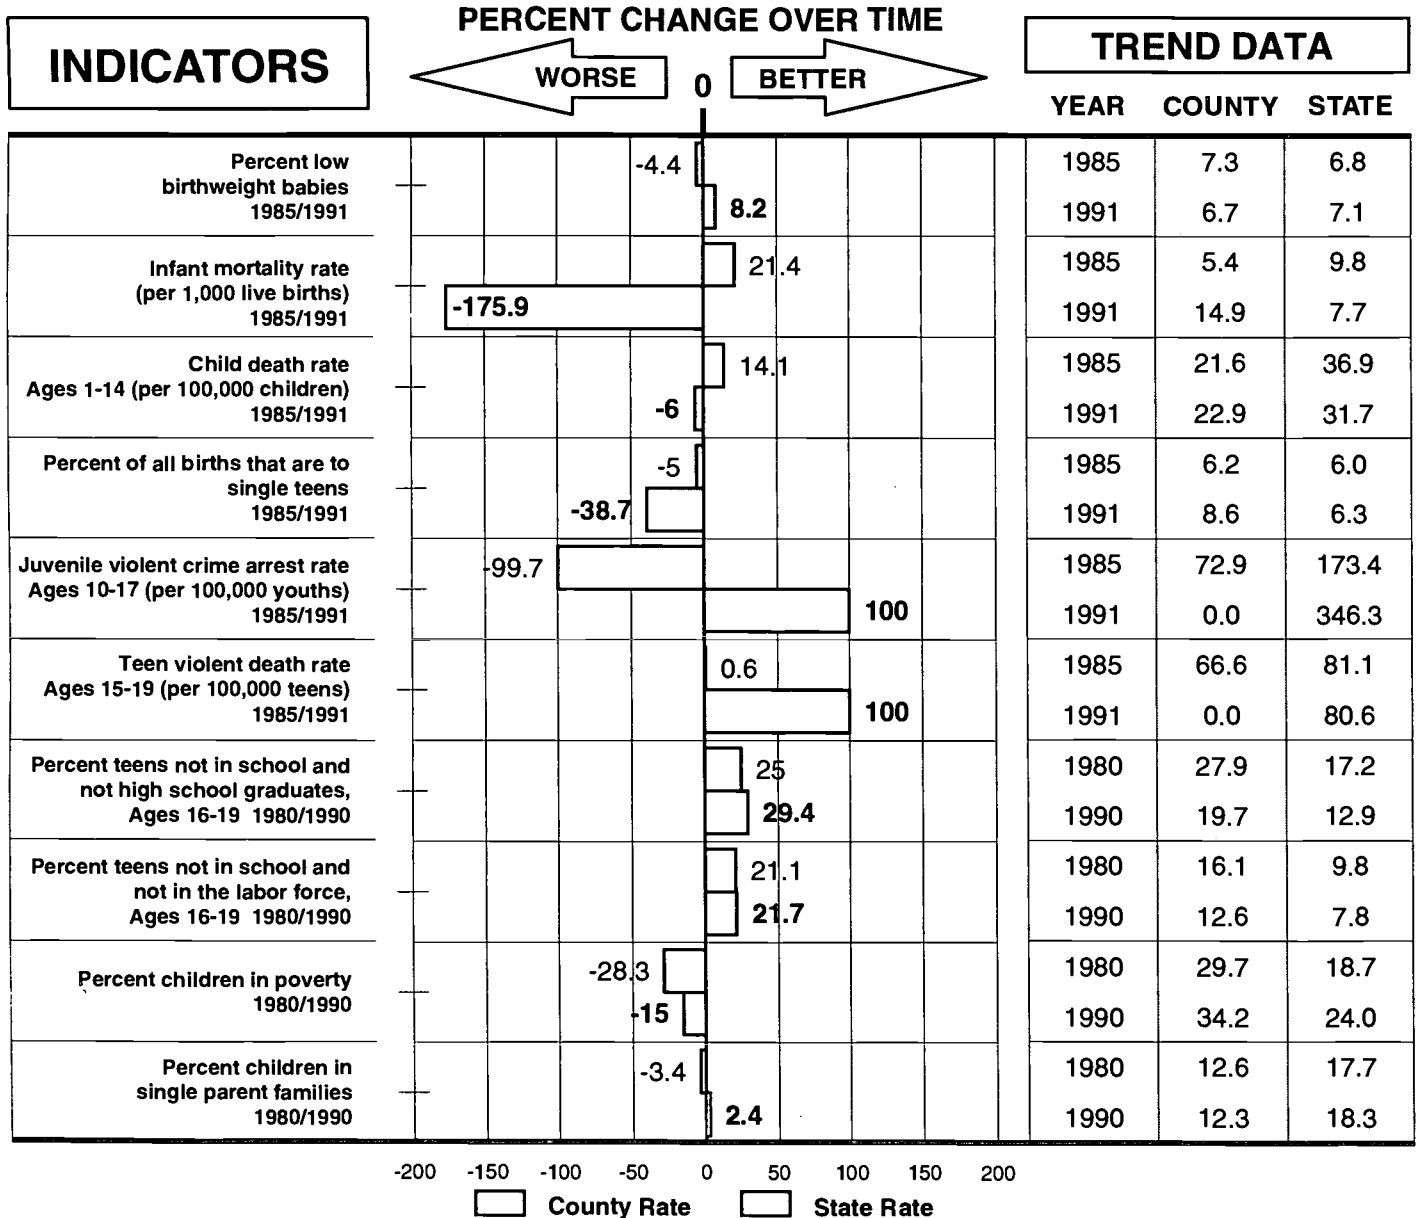 PERCENT CHANGE OVER TIME
INDICATORS
WORSE
0
BETTER
TREND DATA
YEAR COUNTY STATE
Percent low
birthweight babies
1985/1991
-4.4
8.2
1985 7.3 6.8
1991 6.7 7.1
Infant mortality rate
(per 1,000 live births)
1985/1991
21.4
-175.9
1985 5.4 9.8
1991 14.9 7.7
Child death rate
Ages 1-14 (per 100,000 children)
1985/1991
14.1
-6
1985 21.6 36.9
1991 22.9 31.7
Percent of all births that are to
single teens
1985/1991
-5
-38.7
1985 6.2 6.0
1991 8.6 6.3
Juvenile violent crime arrest rate
Ages 10-17 (per 100,000 youths)
1985/1991
-99.7
100
1985 72.9 173.4
1991 0.0 346.3
Teen violent death rate
Ages 15-19 (per 100,000 teens)
1985/1991
0.6
100
1985 66.6 81.1
1991 0.0 80.6
Percent teens not in school and
not high school graduates,
Ages 16-19 1980/1990
25
29.4
1980 27.9 17.2
1990 19.7 12.9
Percent teens not in school and
not in the labor force,
Ages 16-19 1980/1990
21.1
21.7
1980 16.1 9.8
1990 12.6 7.8
Percent children in poverty
1980/1990
-28.3
-15
1980 29.7 18.7
1990 34.2 24.0
Percent children in
single parent families
1980/1990
-3.4
2.4
1980 12.6 17.7
1990 12.3 18.3
-200 -150 -100 -50 0 50 100 150 200
County Rate State Rate